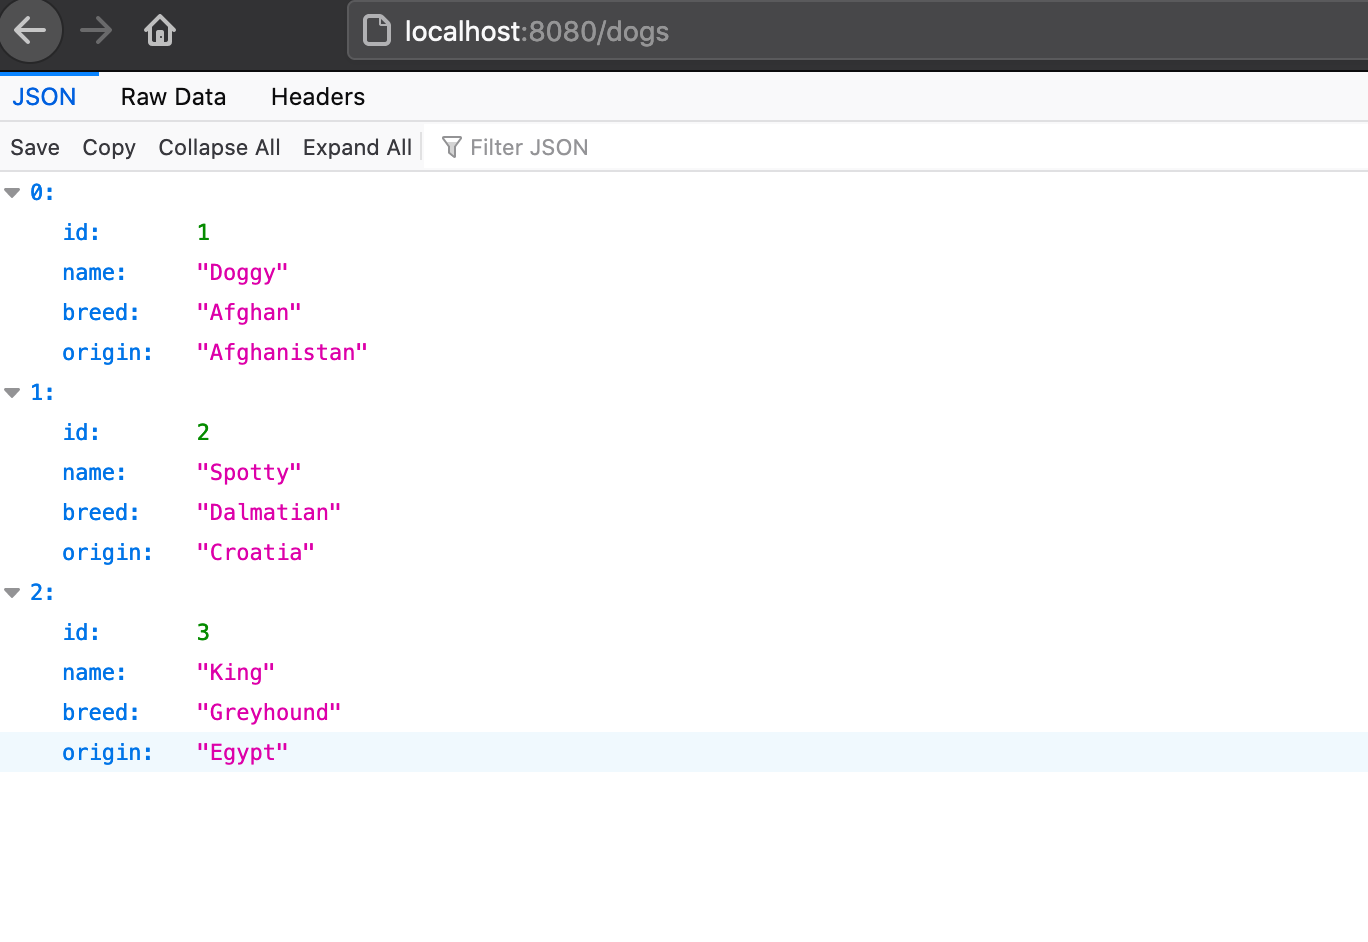 localhost:8080/dogs
JSON Raw Data Headers
Save Copy Collapse All Expand All Filter JSON
0:
id: 1
name: "Doggy"
breed: "Afghan"
origin: "Afghanistan"
1:
id: 2
name: "Spotty"
breed: "Dalmatian"
origin: "Croatia"
2:
id: 3
name: "King"
breed: "Greyhound"
origin: "Egypt"